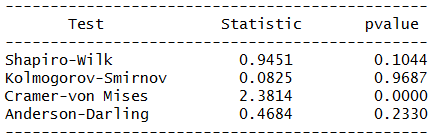 -----------------------------------------------
Test Statistic pvalue
-----------------------------------------------
Shapiro-Wilk 0.9451 0.1044
Kolmogorov-Smirnov 0.0825 0.9687
Cramer-von Mises 2.3814 0.0000
Anderson-Darling 0.4684 0.2330
-----------------------------------------------